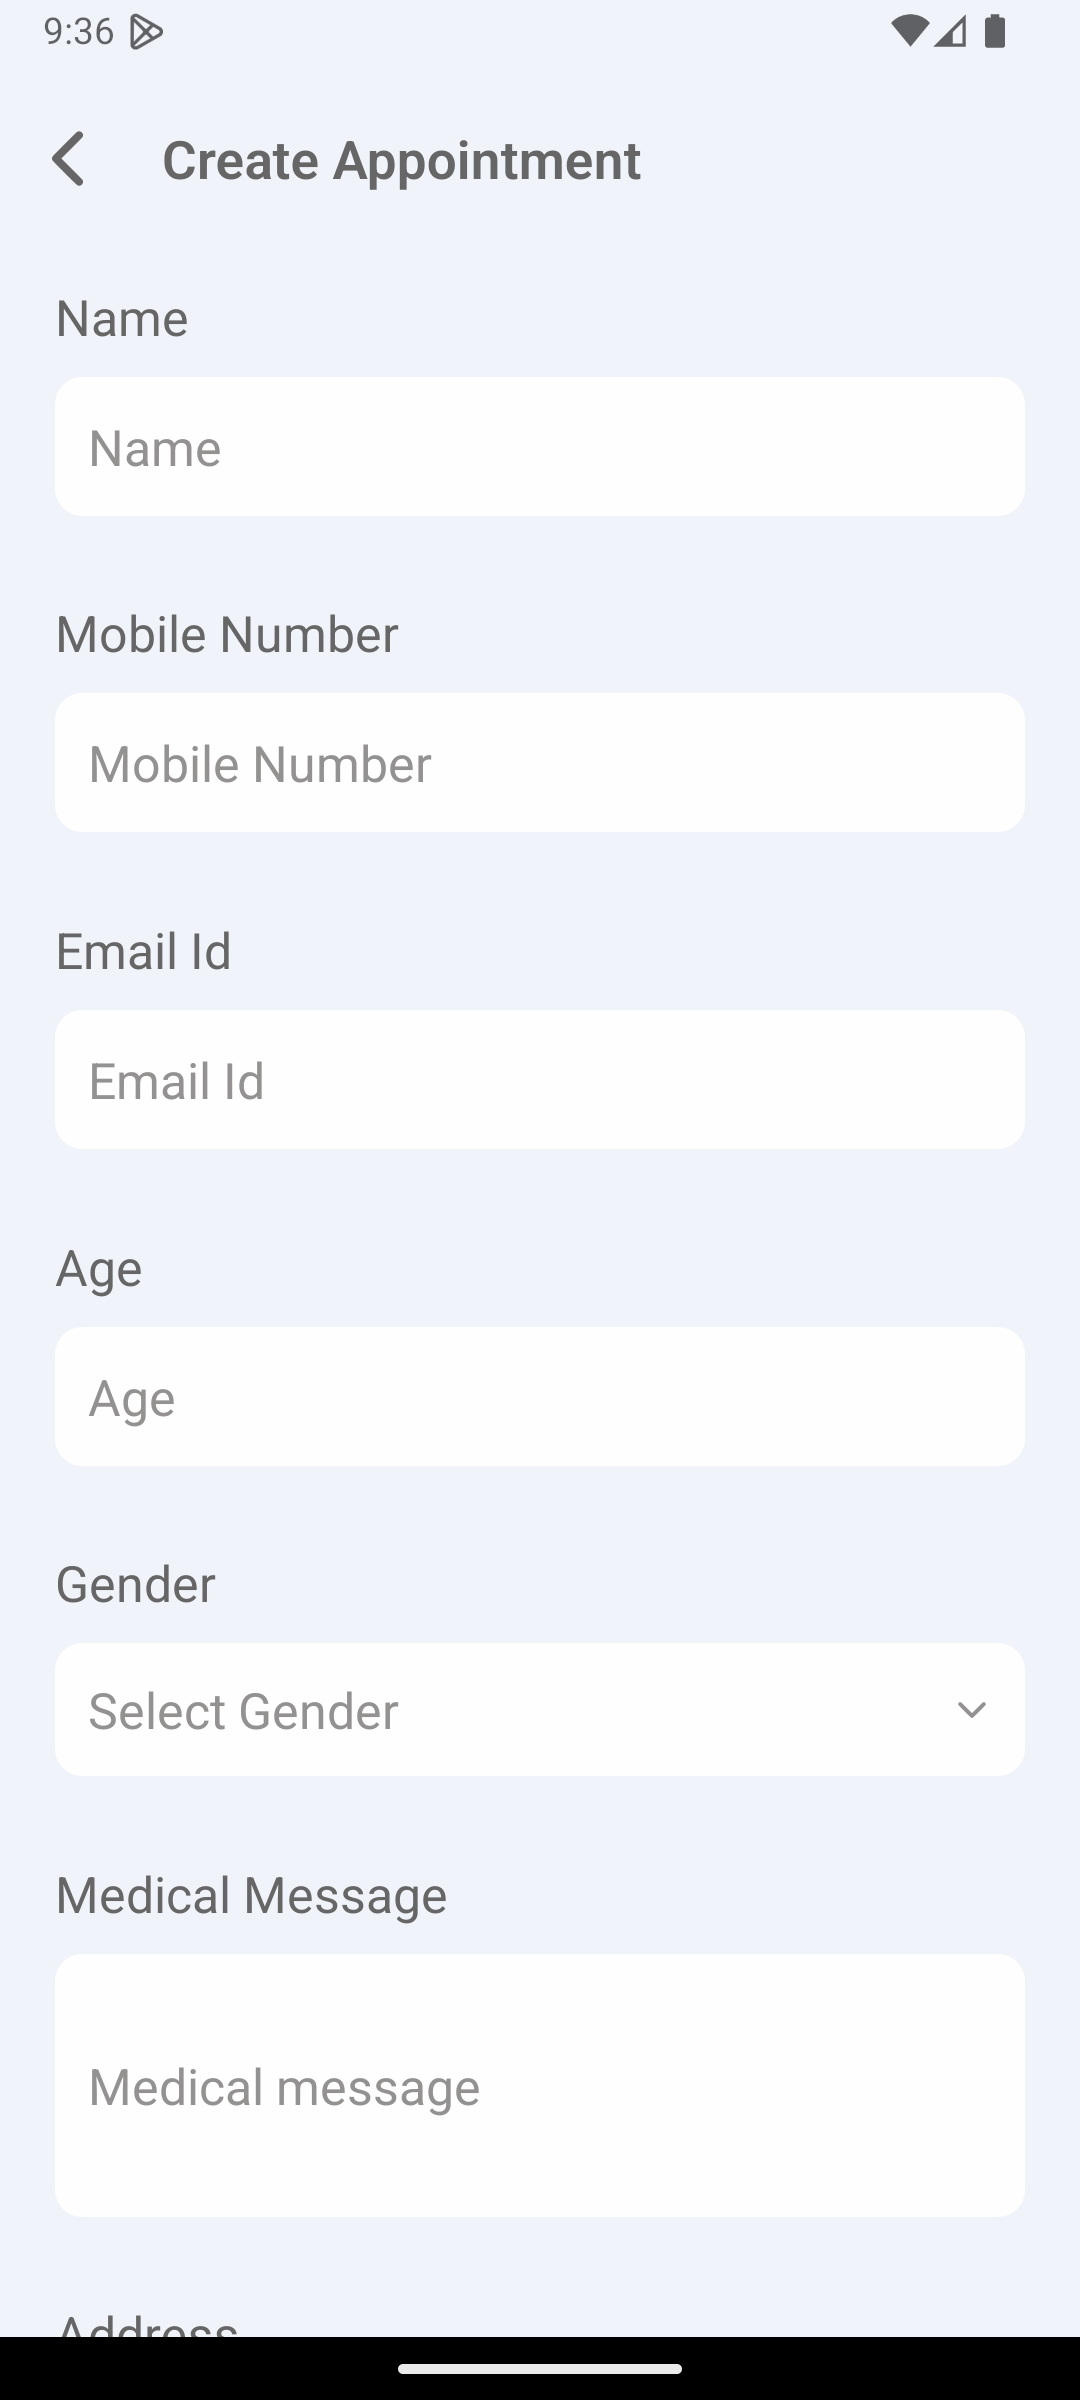 9:36
Create Appointment
Name
Name
Mobile Number
Mobile Number
Email Id
Email Id
Age
Age
Gender
Select Gender
Medical Message
Medical message
Address